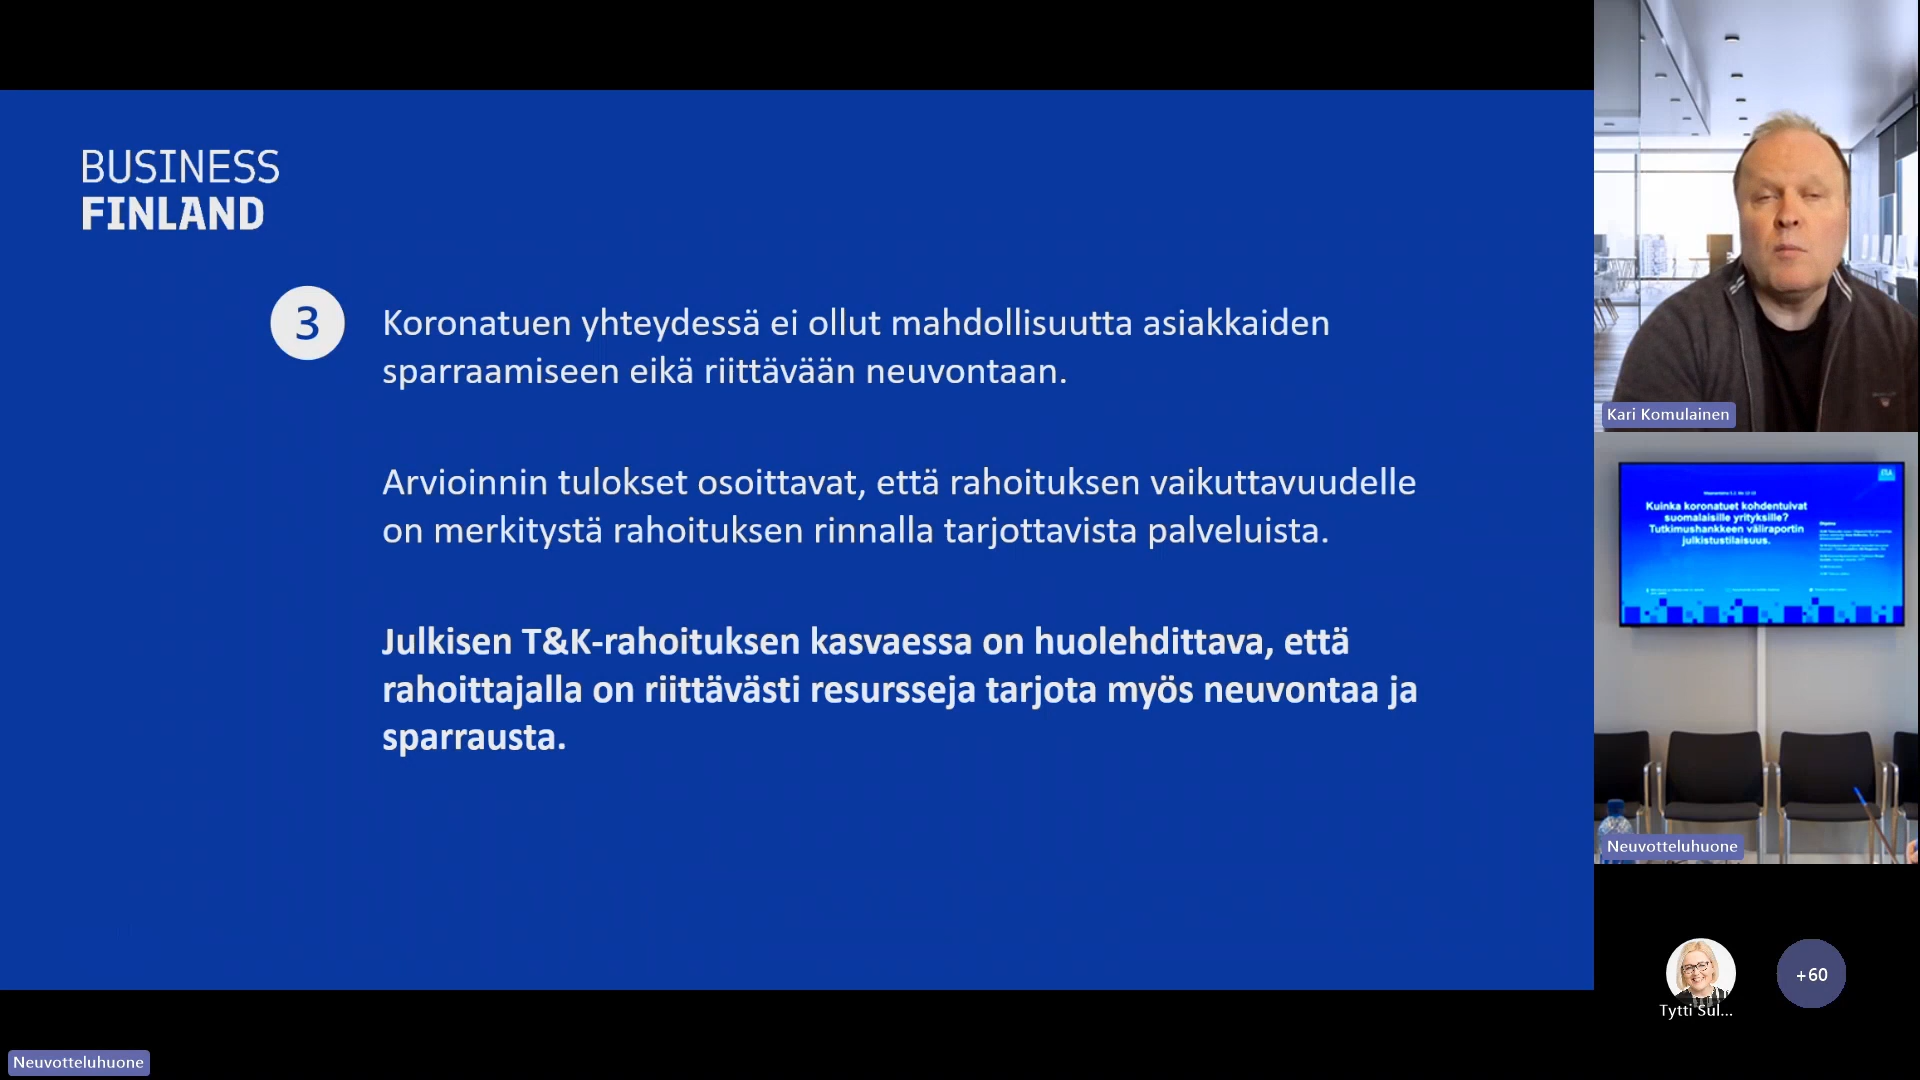 BUSINESS
FINLAND
3
Koronatuen yhteydessä ei ollut mahdollisuutta asiakkaiden
sparraamiseen eikä riittävään neuvontaan.
Arvioinnin tulokset osoittavat, että rahoituksen vaikuttavuudelle
on merkitystä rahoituksen rinnalla tarjottavista palveluista.
Julkisen T&K-rahoituksen kasvaessa on huolehdittava, että
rahoittajalla on riittävästi resursseja tarjota myös neuvontaa ja
sparrausta.
Kari Komulainen
Kuinka koronatuet kohdentuivat
suomalaisille yrityksille?
Tutkimushankkeen väliraportin
julkistustilaisuus.
Neuvotteluhuone
Tytti Sul...
+60
Neuvotteluhuone